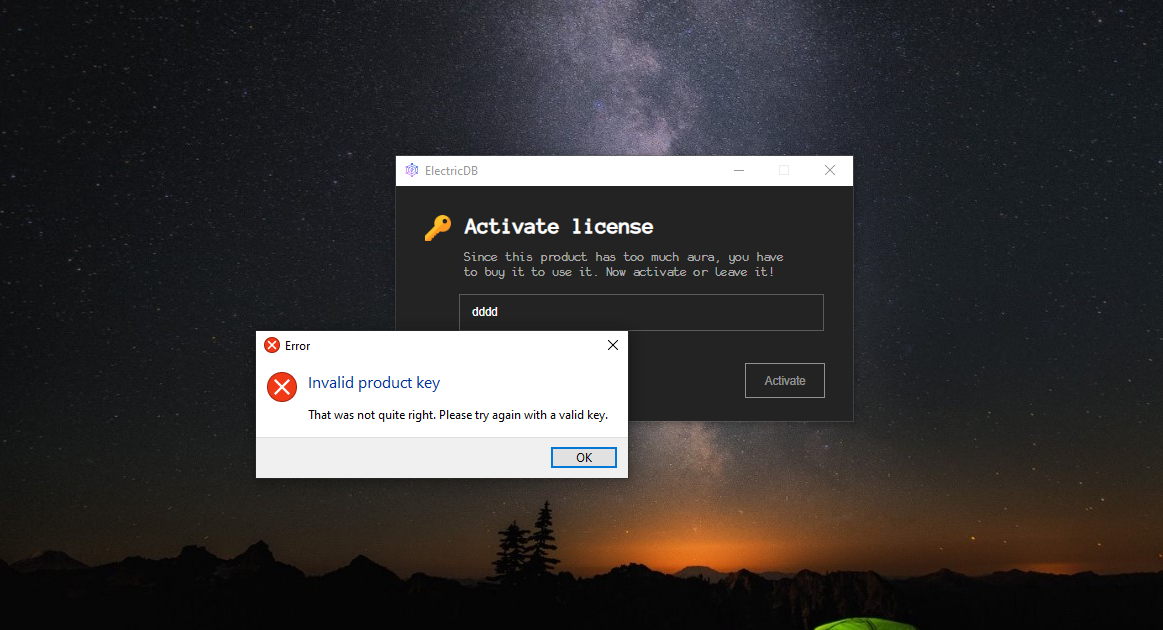 ElectricDB
Activate license
Since this product has too much aura, you have
to buy it to use it. Now activate or leave it!
dddd
Activate
Error
Invalid product key
That was not quite right. Please try again with a valid key.
OK